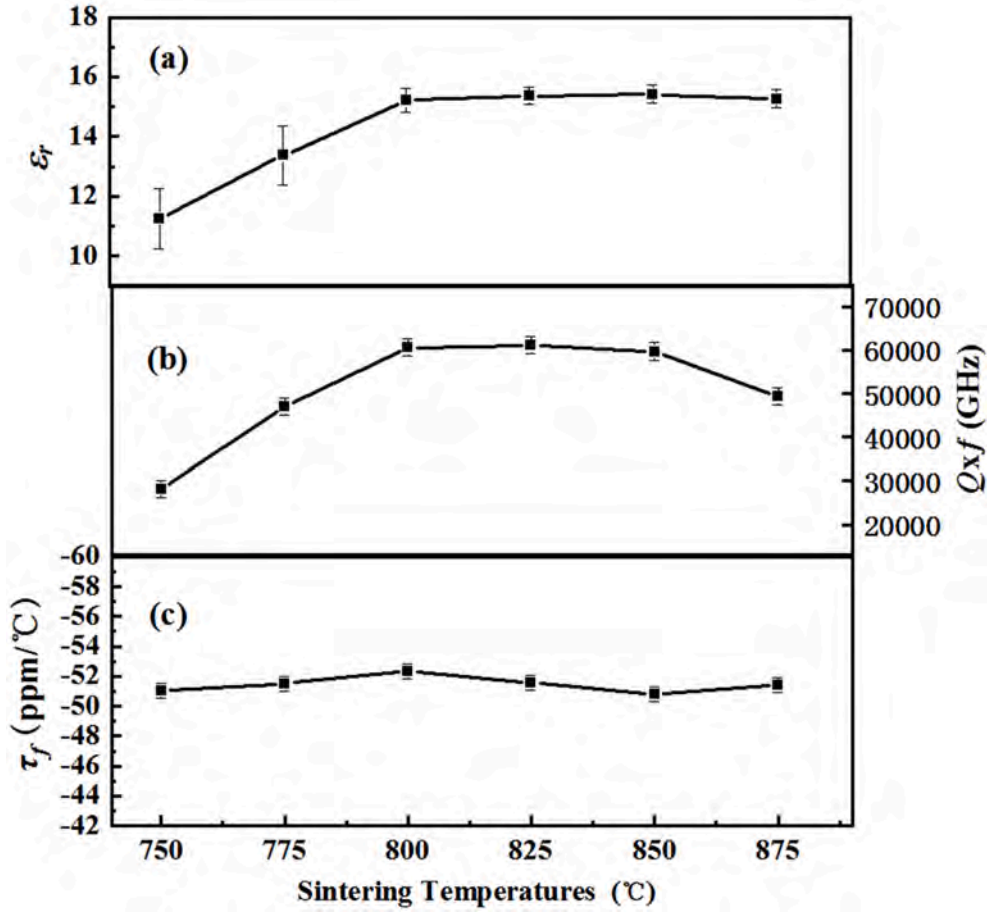 18
16
14
12
10
εr
(a)
70000
60000
50000
40000
30000
20000
Q×f (GHz)
(b)
-60
-58
-56
-54
-52
-50
-48
-46
-44
-42
τf (ppm/℃)
(c)
750 775 800 825 850 875
Sintering Temperatures (℃)